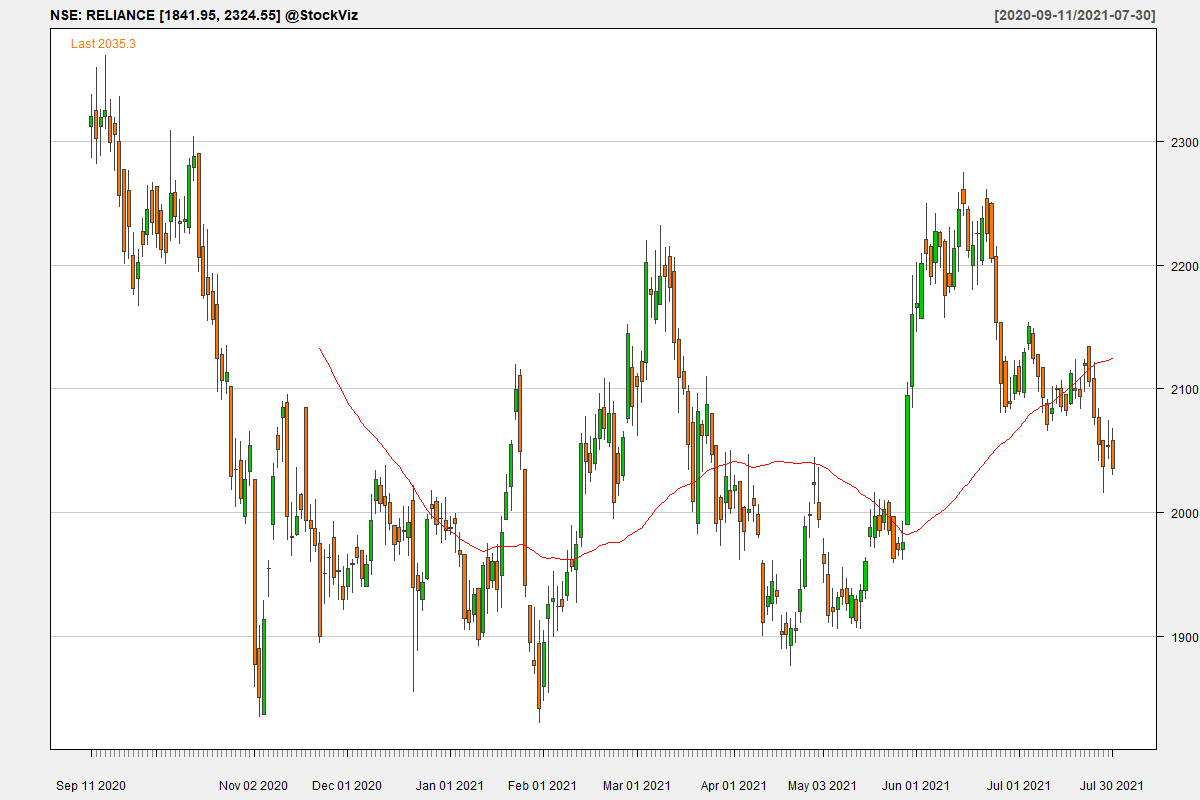 NSE: RELIANCE [1841.95, 2324.55] @StockViz [2020-09-11/2021-07-30]
Last 2035.3
2300
2200
2100
2000
1900
Sep 11 2020 Nov 02 2020 Dec 01 2020 Jan 01 2021 Feb 01 2021 Mar 01 2021 Apr 01 2021 May 03 2021 Jun 01 2021 Jul 01 2021 Jul 30 2021